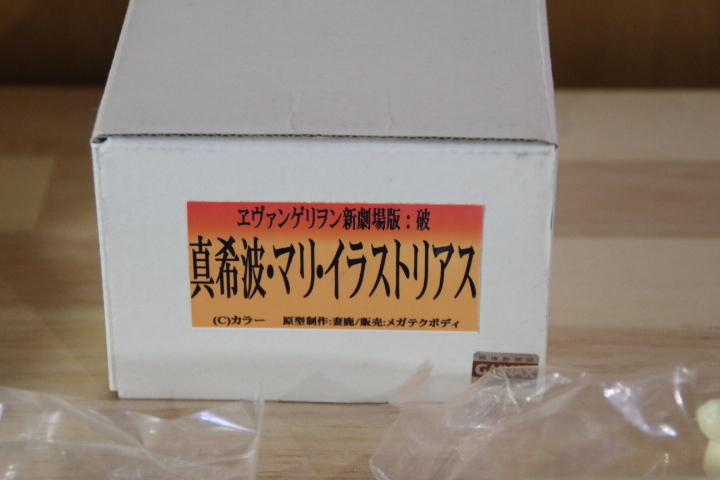 ヱヴァンゲリヲン新劇場版：破
真希波・マリ・イラストリアス
(C)カラー　原型制作:妻鹿/販売:メガテクボディ